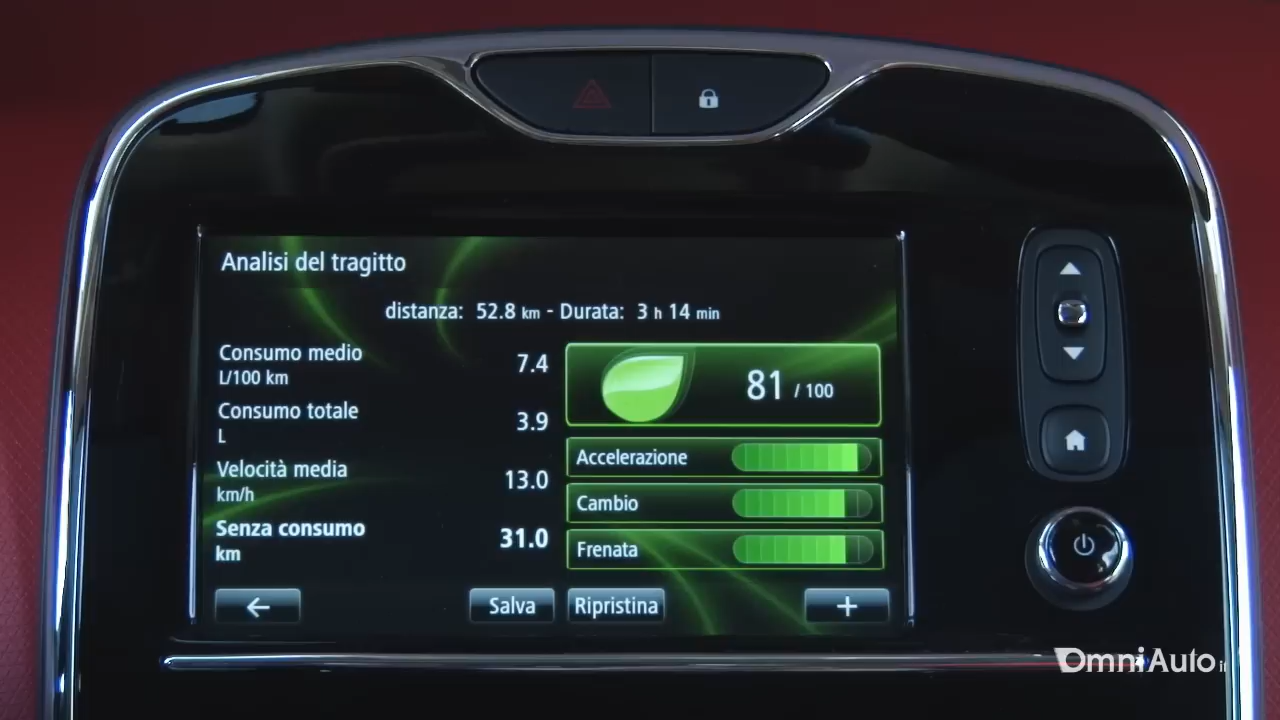 Analisi del tragitto
distanza: 52.8 km - Durata: 3 h 14 min
Consumo medio 7.4
L/100 km
Consumo totale 3.9
L
Velocità media 13.0
km/h
Senza consumo 31.0
km
81 / 100
Accelerazione
Cambio
Frenata
Salva Ripristina +
OmniAuto.it